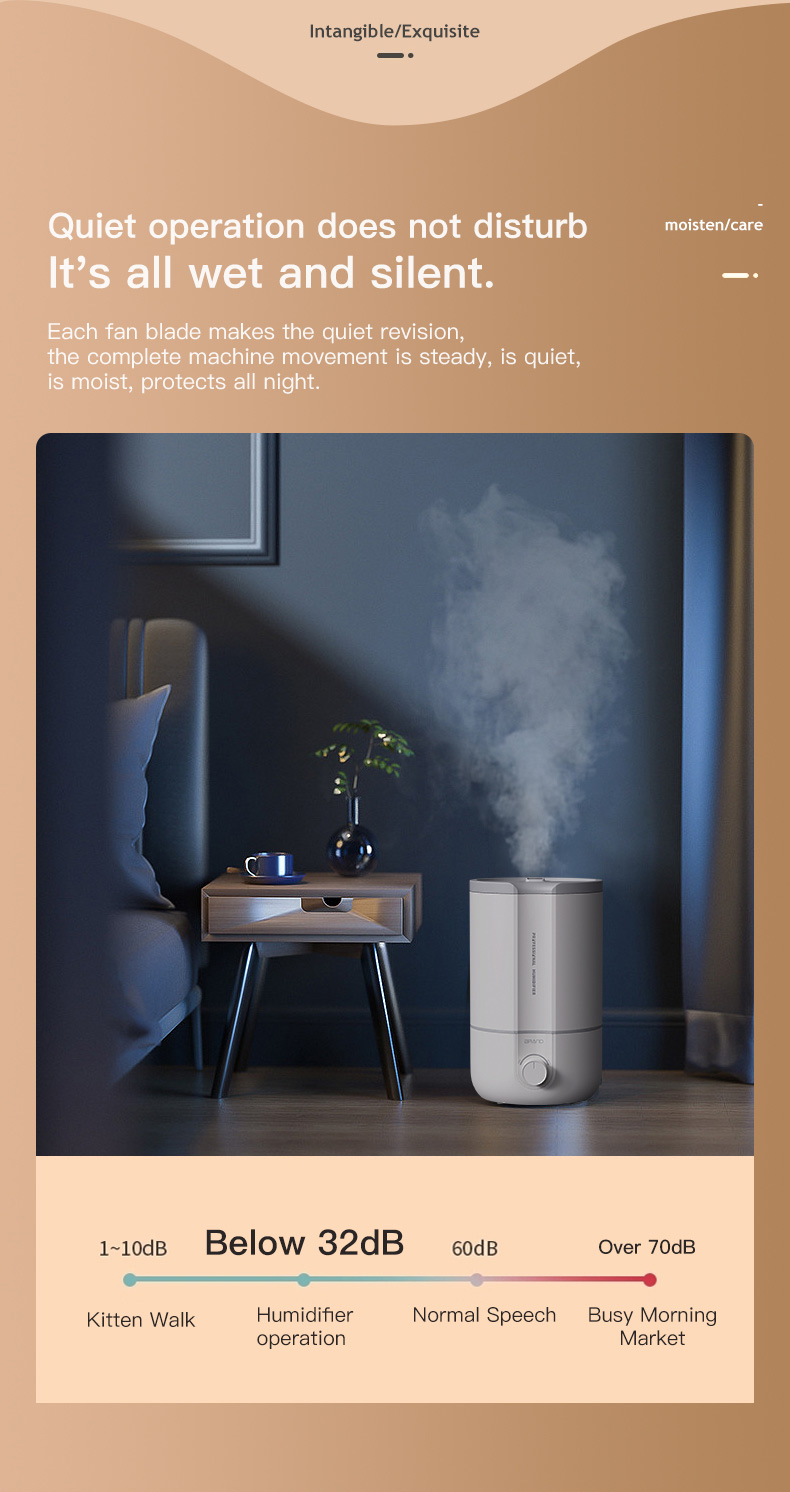 Intangible/Exquisite
Quiet operation does not disturb
It's all wet and silent.
moisten/care
Each fan blade makes the quiet revision,
the complete machine movement is steady, is quiet,
is moist, protects all night.
PROFESSIONAL HUMIDIFIER
1~10dB
Below 32dB
60dB
Over 70dB
Kitten Walk
Humidifier
operation
Normal Speech
Busy Morning
Market